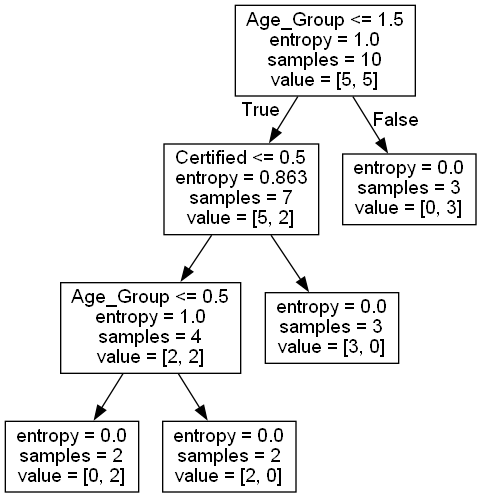 Age_Group <= 1.5
entropy = 1.0
samples = 10
value = [5, 5]
True
False
Certified <= 0.5
entropy = 0.863
samples = 7
value = [5, 2]
entropy = 0.0
samples = 3
value = [0, 3]
Age_Group <= 0.5
entropy = 1.0
samples = 4
value = [2, 2]
entropy = 0.0
samples = 3
value = [3, 0]
entropy = 0.0
samples = 2
value = [0, 2]
entropy = 0.0
samples = 2
value = [2, 0]